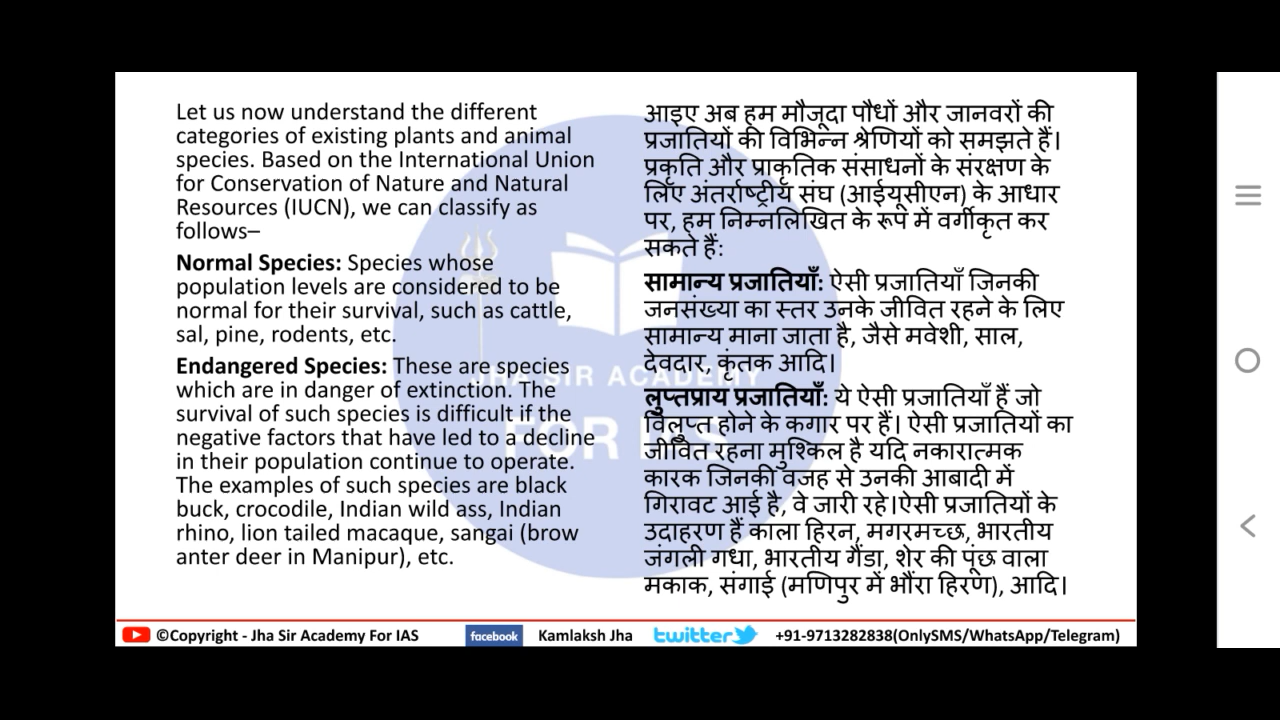 Let us now understand the different
categories of existing plants and animal
species. Based on the International Union
for Conservation of Nature and Natural
Resources (IUCN), we can classify as
follows–
Normal Species: Species whose
population levels are considered to be
normal for their survival, such as cattle,
sal, pine, rodents, etc.
Endangered Species: These are species
which are in danger of extinction. The
survival of such species is difficult if the
negative factors that have led to a decline
in their population continue to operate.
The examples of such species are black
buck, crocodile, Indian wild ass, Indian
rhino, lion tailed macaque, sangai (brow
anter deer in Manipur), etc.
आइए अब हम मौजूदा पौधों और जानवरों की
प्रजातियों की विभिन्न श्रेणियों को समझते हैं।
प्रकृति और प्राकृतिक संसाधनों के संरक्षण के
लिए अंतर्राष्ट्रीय संघ (आईयूसीएन) के आधार
पर, हम निम्नलिखित के रूप में वर्गीकृत कर
सकते हैं:
सामान्य प्रजातियाँ: ऐसी प्रजातियाँ जिनकी
जनसंख्या का स्तर उनके जीवित रहने के लिए
सामान्य माना जाता है, जैसे मवेशी, साल,
देवदार, कृंतक आदि।
लुप्तप्राय प्रजातियाँ: ये ऐसी प्रजातियाँ हैं जो
विलुप्त होने के कगार पर हैं। ऐसी प्रजातियों का
जीवित रहना मुश्किल है यदि नकारात्मक
कारक जिनकी वजह से उनकी आबादी में
गिरावट आई है, वे जारी रहे।ऐसी प्रजातियों के
उदाहरण हैं काला हिरन, मगरमच्छ, भारतीय
जंगली गधा, भारतीय गैंडा, शेर की पूंछ वाला
मकाक, संगाई (मणिपुर में भौंरा हिरण), आदि।
JHA SIR ACADEMY
FOR IAS
©Copyright - Jha Sir Academy For IAS
facebook
Kamlaksh Jha
twitter
+91-9713282838(OnlySMS/WhatsApp/Telegram)